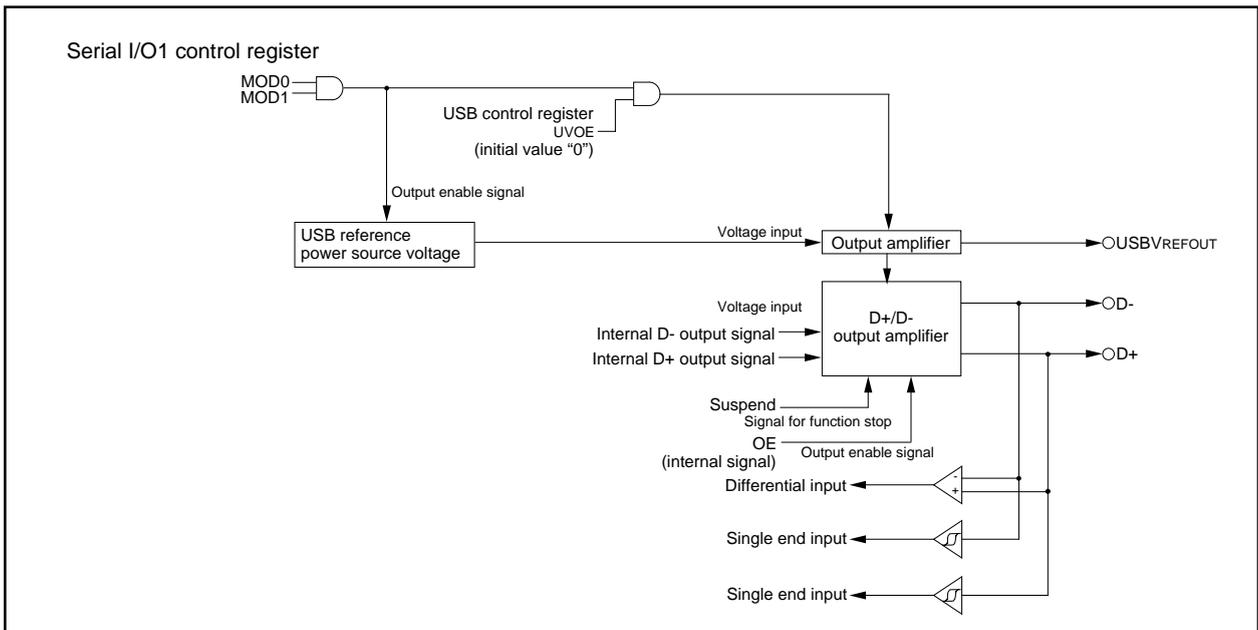 Serial I/O1 control register
MOD0
MOD1
USB control register
UVOE
(initial value “0”)
Output enable signal
USB reference
power source voltage
Voltage input
Output amplifier
USBVREFOUT
Voltage input
D+/D-
output amplifier
D-
Internal D- output signal
Internal D+ output signal
D+
Suspend
Signal for function stop
OE
(internal signal)
Output enable signal
Differential input
-
+
Single end input
Single end input